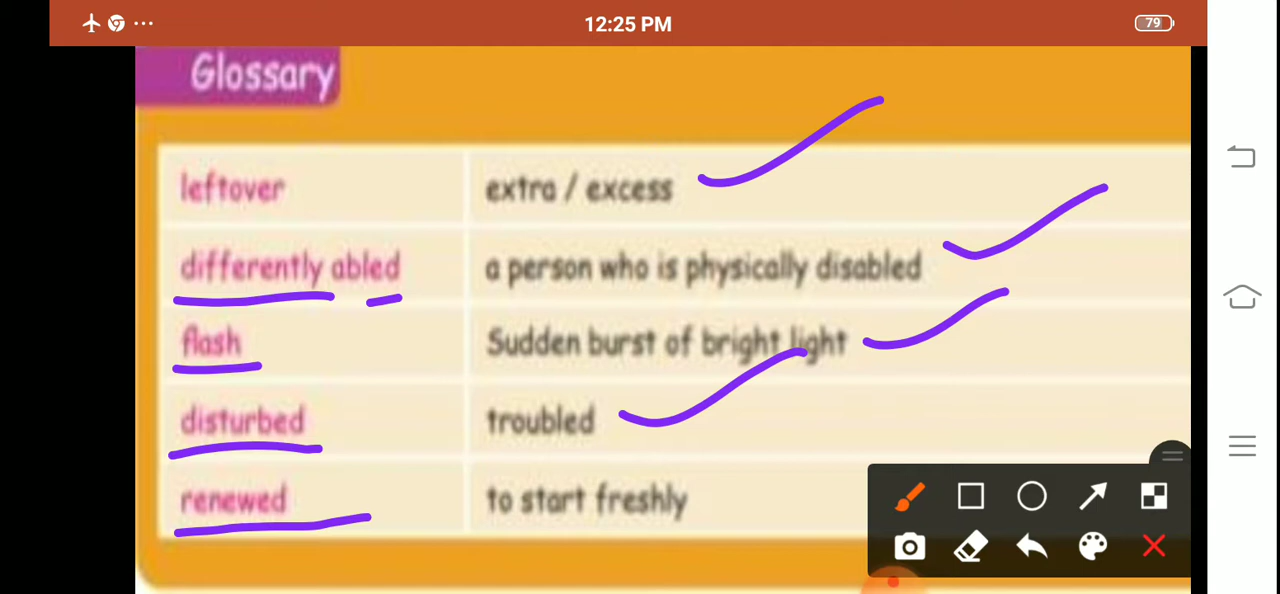 12:25 PM
79
Glossary
leftover extra / excess
differently abled a person who is physically disabled
flash Sudden burst of bright light
disturbed troubled
renewed to start freshly